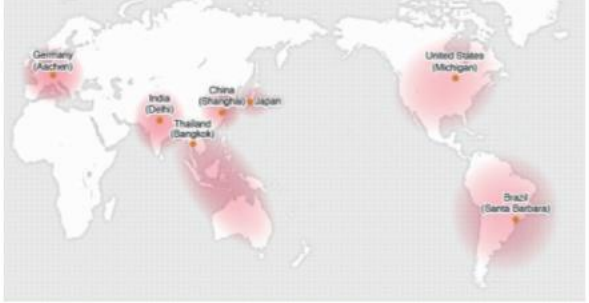 Germany
(Aachen)
India
(Delhi)
China
(Shanghai)
Japan
Thailand
(Bangkok)
United States
(Michigan)
Brazil
(Santa Barbara)